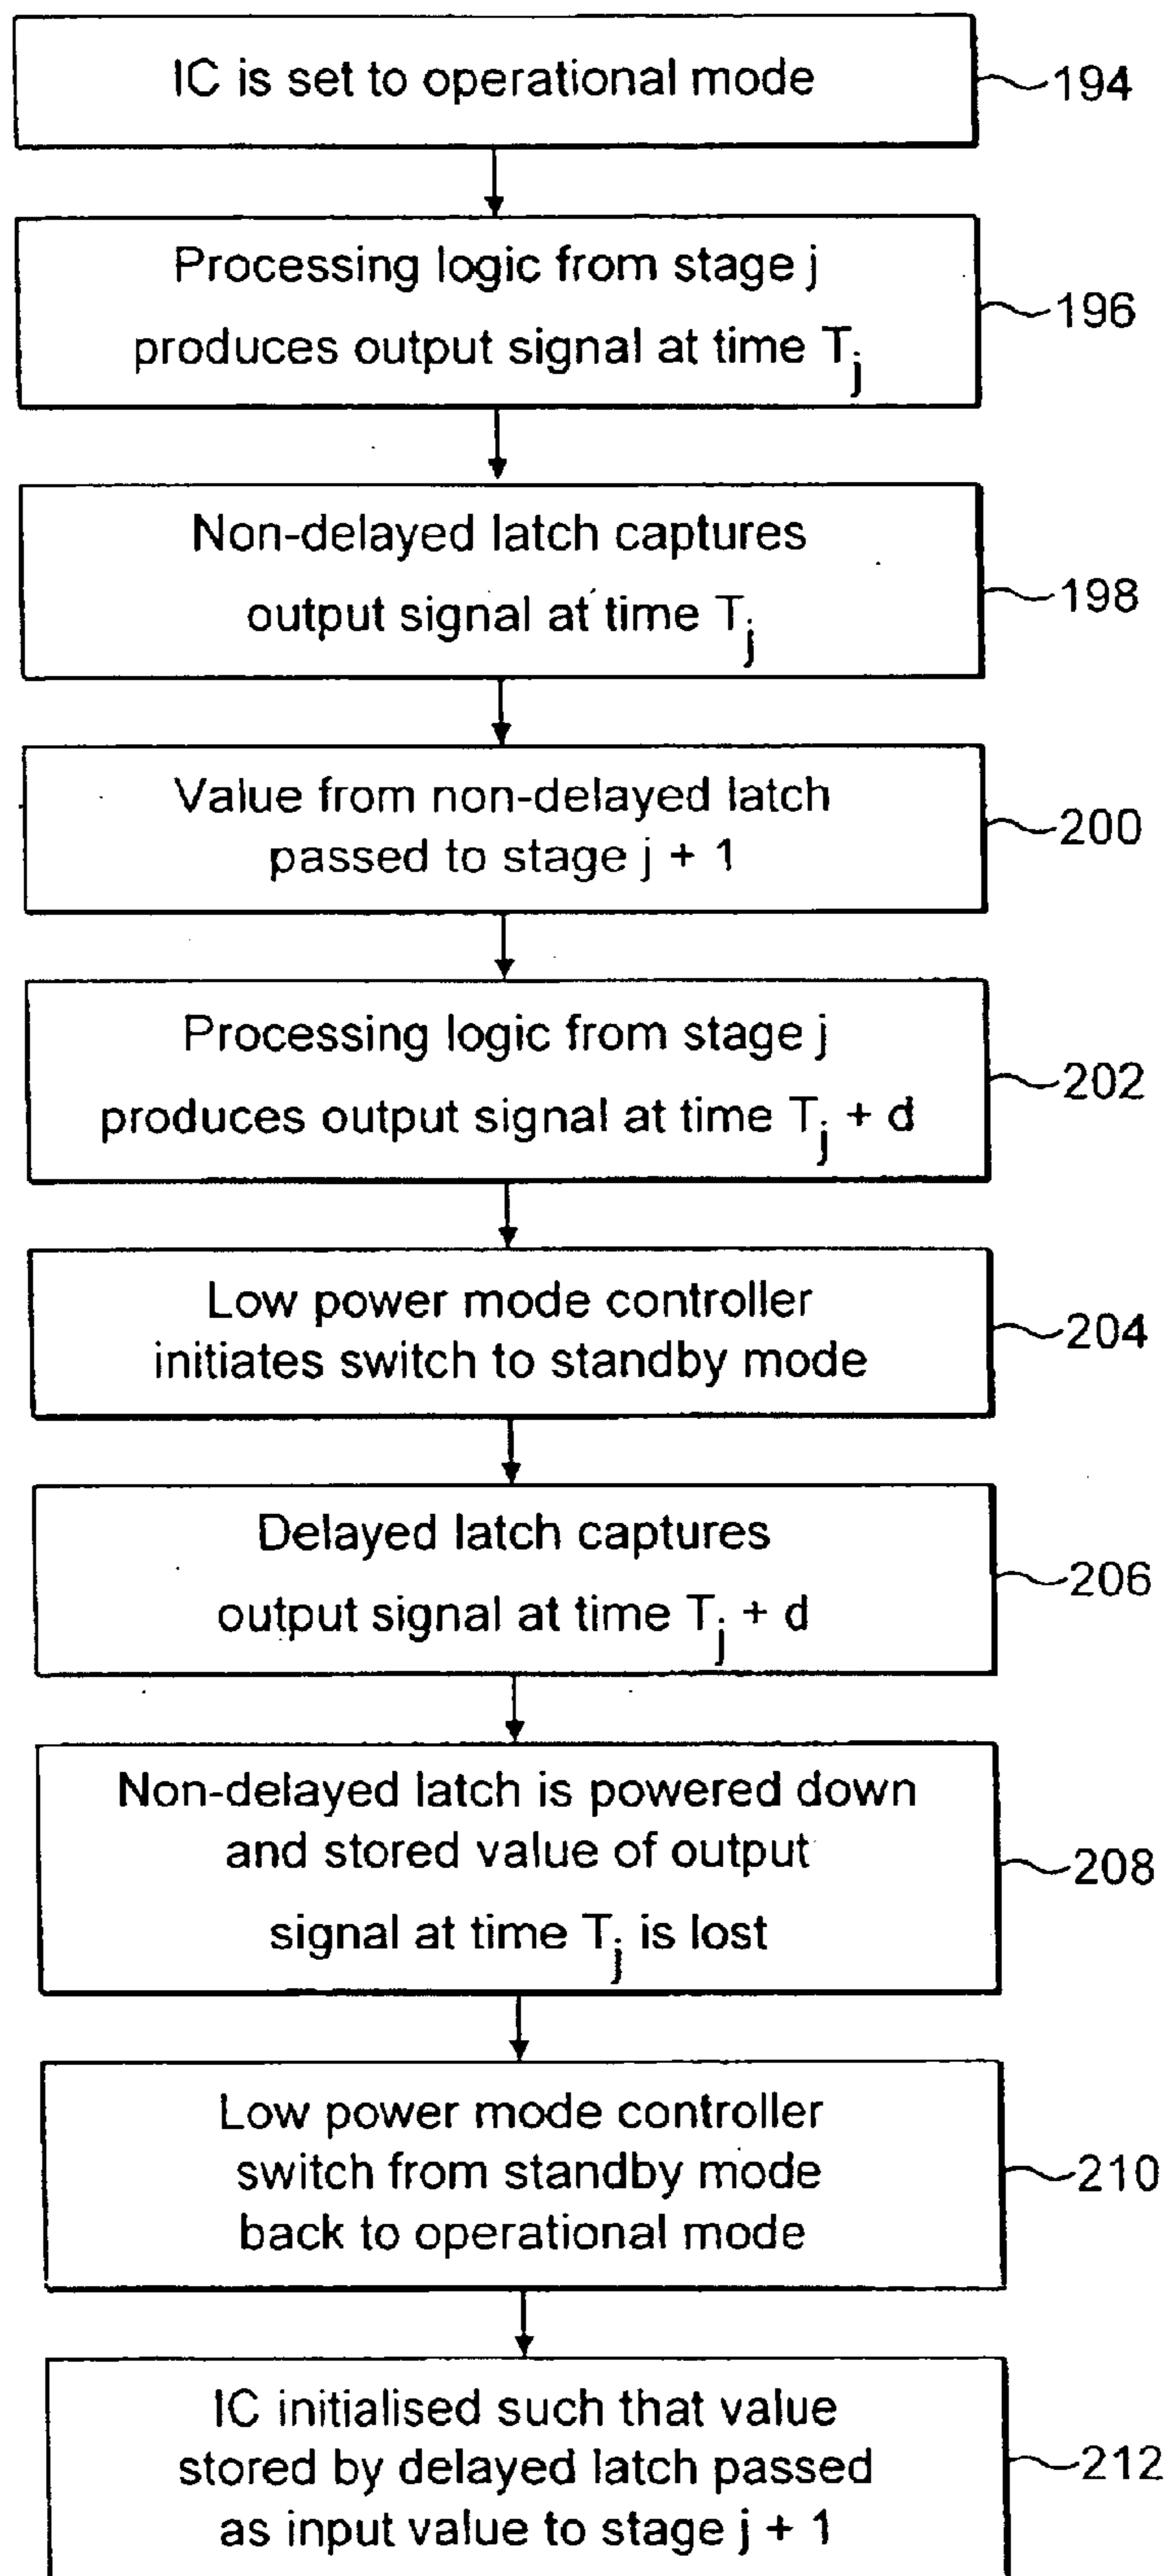 IC is set to operational mode
194
Processing logic from stage j
produces output signal at time Tj
196
Non-delayed latch captures
output signal at time Tj
198
Value from non-delayed latch
passed to stage j + 1
200
Processing logic from stage j
produces output signal at time Tj + d
202
Low power mode controller
initiates switch to standby mode
204
Delayed latch captures
output signal at time Tj + d
206
Non-delayed latch is powered down
and stored value of output
signal at time Tj is lost
208
Low power mode controller
switch from standby mode
back to operational mode
210
IC initialised such that value
stored by delayed latch passed
as input value to stage j + 1
212